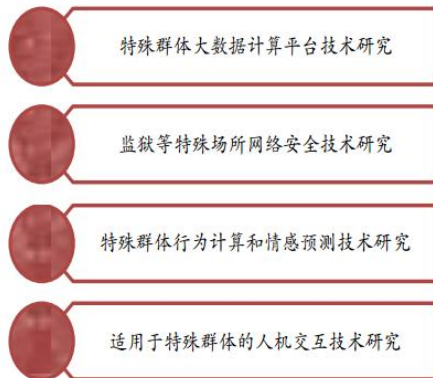 特殊群体大数据计算平台技术研究
监狱等特殊场所网络安全技术研究
特殊群体行为计算和情感预测技术研究
适用于特殊群体的人机交互技术研究